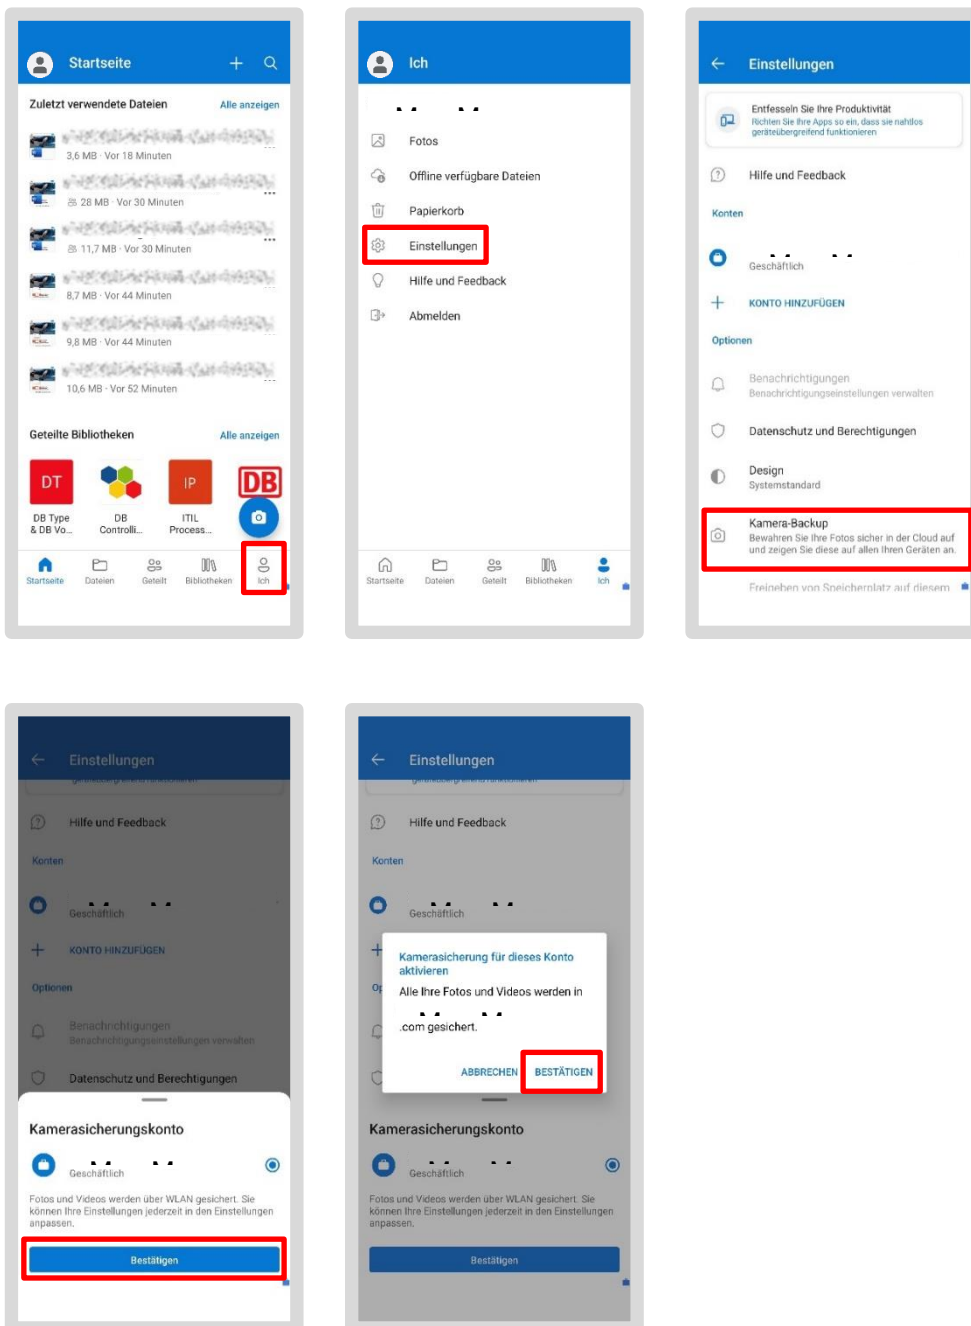 Startseite
Zuletzt verwendete Dateien Alle anzeigen
3,6 MB · Vor 18 Minuten
28 MB · Vor 30 Minuten
11,7 MB · Vor 30 Minuten
8,7 MB · Vor 44 Minuten
9,8 MB · Vor 44 Minuten
10,6 MB · Vor 52 Minuten
Geteilte Bibliotheken Alle anzeigen
DT
IP
DB
DB Type
& DB Vo...
DB
Controlli...
ITIL
Process...
Startseite Dateien Geteilt Bibliotheken Ich
Ich
Fotos
Offline verfügbare Dateien
Papierkorb
Einstellungen
Hilfe und Feedback
Abmelden
Startseite Dateien Geteilt Bibliotheken Ich
Einstellungen
Entfesseln Sie Ihre Produktivität
Richten Sie Ihre Apps so ein, dass sie nahtlos
geräteübergreifend funktionieren
Hilfe und Feedback
Konten
Geschäftlich
KONTO HINZUFÜGEN
Optionen
Benachrichtigungen
Benachrichtigungseinstellungen verwalten
Datenschutz und Berechtigungen
Design
Systemstandard
Kamera-Backup
Bewahren Sie Ihre Fotos sicher in der Cloud auf
und zeigen Sie diese auf allen Ihren Geräten an.
Freigeben von Speicherplatz auf diesem
Einstellungen
geräteübergreifend funktionieren
Hilfe und Feedback
Konten
Geschäftlich
KONTO HINZUFÜGEN
Optionen
Benachrichtigungen
Benachrichtigungseinstellungen verwalten
Datenschutz und Berechtigungen
Kamerasicherungskonto
Geschäftlich
Fotos und Videos werden über WLAN gesichert. Sie
können Ihre Einstellungen jederzeit in den Einstellungen
anpassen.
Bestätigen
Einstellungen
geräteübergreifend funktionieren
Hilfe und Feedback
Konten
Geschäftlich
Kamerasicherung für dieses Konto
aktivieren
Alle Ihre Fotos und Videos werden in
.com gesichert.
ABBRECHEN BESTÄTIGEN
Kamerasicherungskonto
Geschäftlich
Fotos und Videos werden über WLAN gesichert. Sie
können Ihre Einstellungen jederzeit in den Einstellungen
anpassen.
Bestätigen